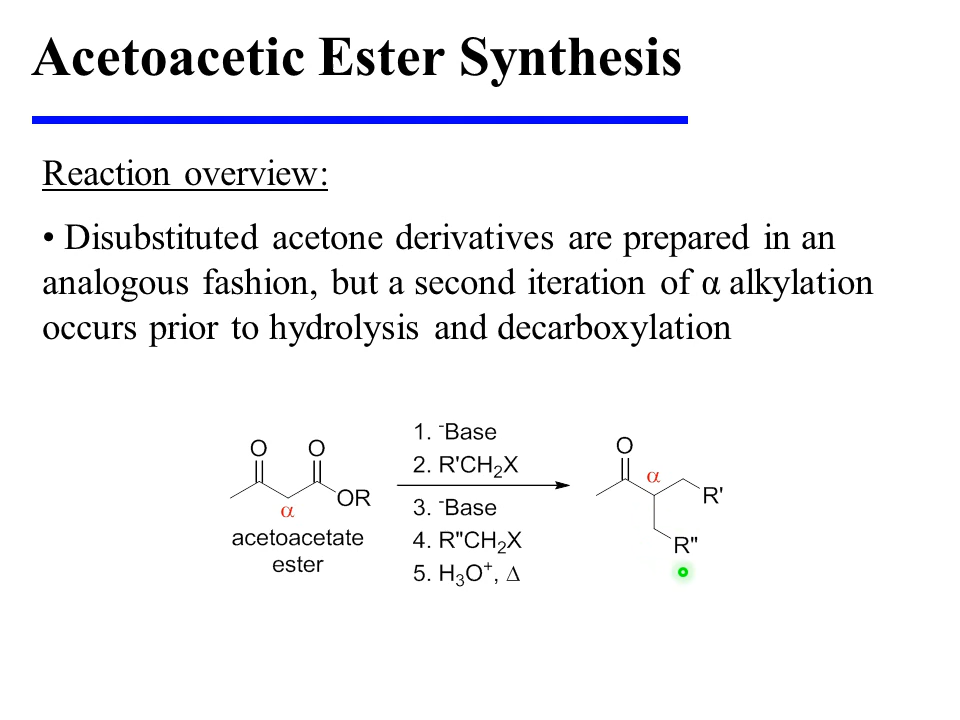 Acetoacetic Ester Synthesis
Reaction overview:
• Disubstituted acetone derivatives are prepared in an
analogous fashion, but a second iteration of α alkylation
occurs prior to hydrolysis and decarboxylation
O O
OR
α
acetoacetate
ester
1. ⁻Base
2. R'CH₂X
3. ⁻Base
4. R"CH₂X
5. H₃O⁺, Δ
O
α
R'
R"